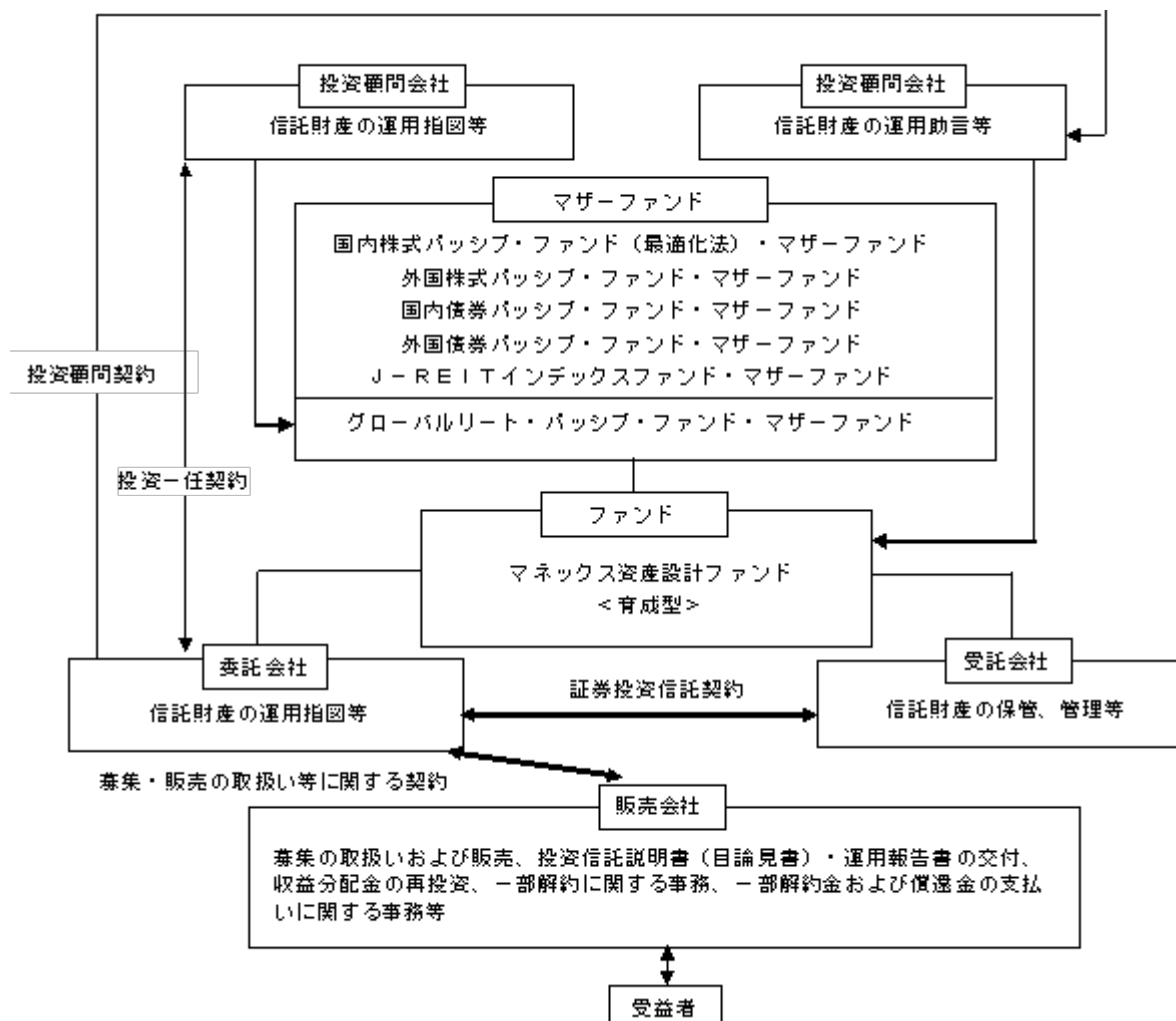 投資顧問会社
信託財産の運用指図等
投資顧問会社
信託財産の運用助言等
マザーファンド
国内株式パッシブ・ファンド（最適化法）・マザーファンド
外国株式パッシブ・ファンド・マザーファンド
国内債券パッシブ・ファンド・マザーファンド
外国債券パッシブ・ファンド・マザーファンド
Ｊ－ＲＥＩＴインデックスファンド・マザーファンド
グローバルリート・パッシブ・ファンド・マザーファンド
投資顧問契約
投資一任契約
ファンド
マネックス資産設計ファンド
＜育成型＞
委託会社
信託財産の運用指図等
証券投資信託契約
受託会社
信託財産の保管、管理等
募集・販売の取扱い等に関する契約
販売会社
募集の取扱いおよび販売、投資信託説明書（目論見書）・運用報告書の交付、
収益分配金の再投資、一部解約に関する事務、一部解約金および償還金の支払
いに関する事務等
受益者